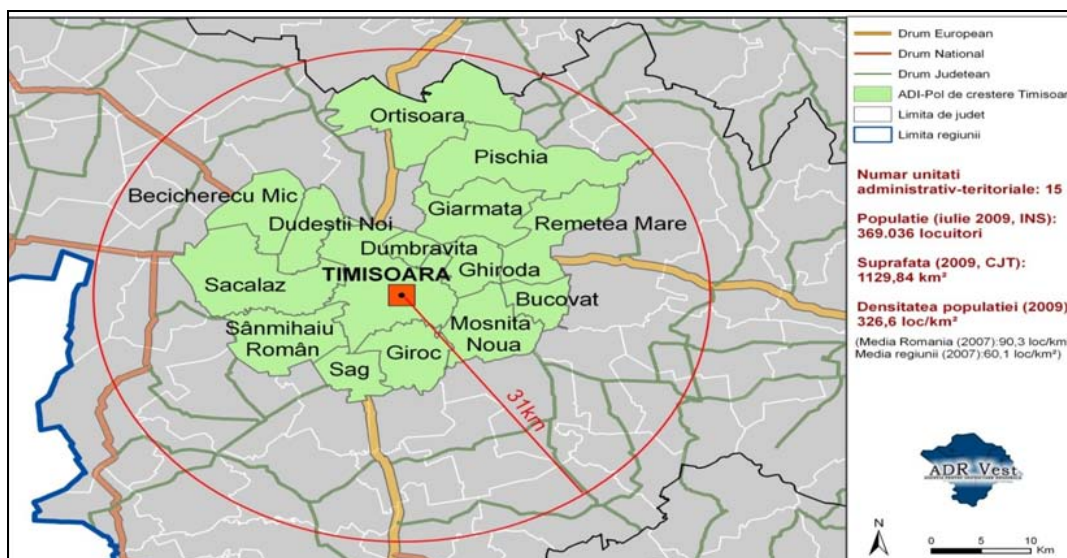 Ortisoara
Pischia
Becicherecu Mic
Giarmata
Dudestii Noi
Remetea Mare
Dumbravita
TIMISOARA
Ghiroda
Sacalaz
Bucovat
Sânmihaiu
Român
Mosnita
Noua
Giroc
Sag
31km
Drum European
Drum National
Drum Judetean
ADI-Pol de crestere Timisoar
Limita de judet
Limita regiunii
Numar unitati
administrativ-teritoriale: 15
Populatie (iulie 2009, INS):
369.036 locuitori
Suprafata (2009, CJT):
1129,84 km²
Densitatea populatiei (2009)
326,6 loc/km²
(Media Romania (2007):90,3 loc/km
Media regiunii (2007):60,1 loc/km²)
ADR Vest
N
0 5 10
Km